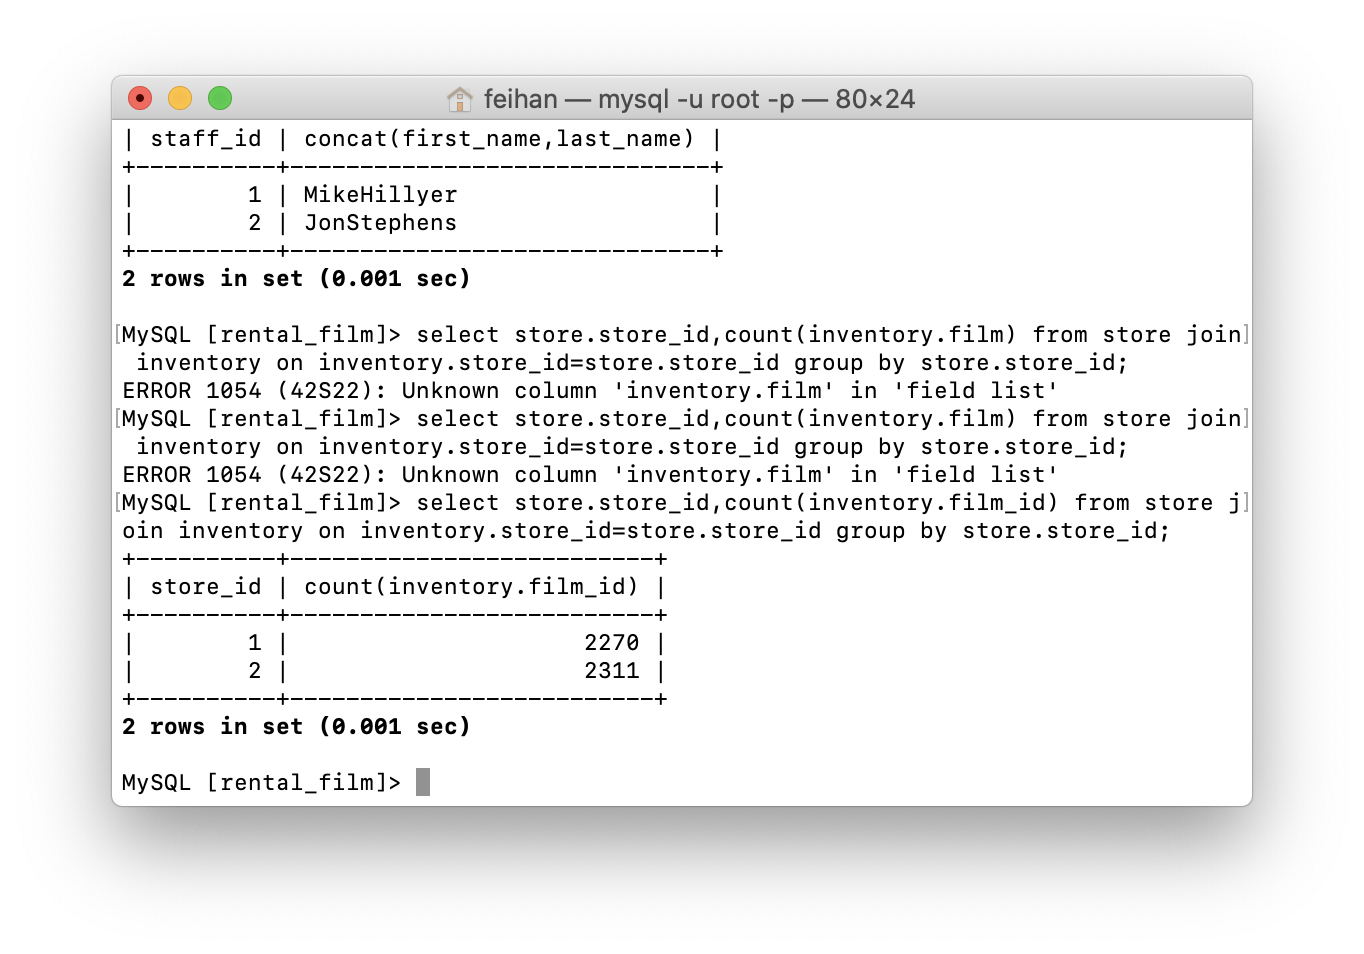 feihan — mysql -u root -p — 80×24
| staff_id | concat(first_name,last_name) |
+----------+------------------------------+
|        1 | MikeHillyer                  |
|        2 | JonStephens                  |
+----------+------------------------------+
2 rows in set (0.001 sec)
[MySQL [rental_film]> select store.store_id,count(inventory.film) from store join]
 inventory on inventory.store_id=store.store_id group by store.store_id;
ERROR 1054 (42S22): Unknown column 'inventory.film' in 'field list'
[MySQL [rental_film]> select store.store_id,count(inventory.film) from store join]
 inventory on inventory.store_id=store.store_id group by store.store_id;
ERROR 1054 (42S22): Unknown column 'inventory.film' in 'field list'
[MySQL [rental_film]> select store.store_id,count(inventory.film_id) from store j]
oin inventory on inventory.store_id=store.store_id group by store.store_id;
+----------+--------------------------+
| store_id | count(inventory.film_id) |
+----------+--------------------------+
|        1 |                     2270 |
|        2 |                     2311 |
+----------+--------------------------+
2 rows in set (0.001 sec)
MySQL [rental_film]>